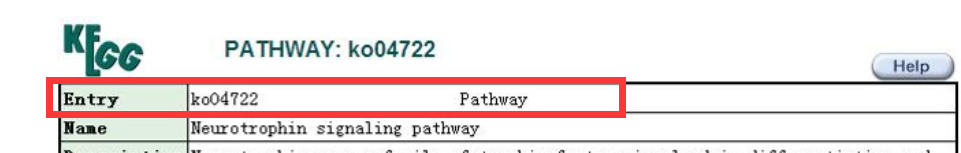 KEGG PATHWAY: ko04722
Help
Entry ko04722 Pathway
Name Neurotrophin signaling pathway